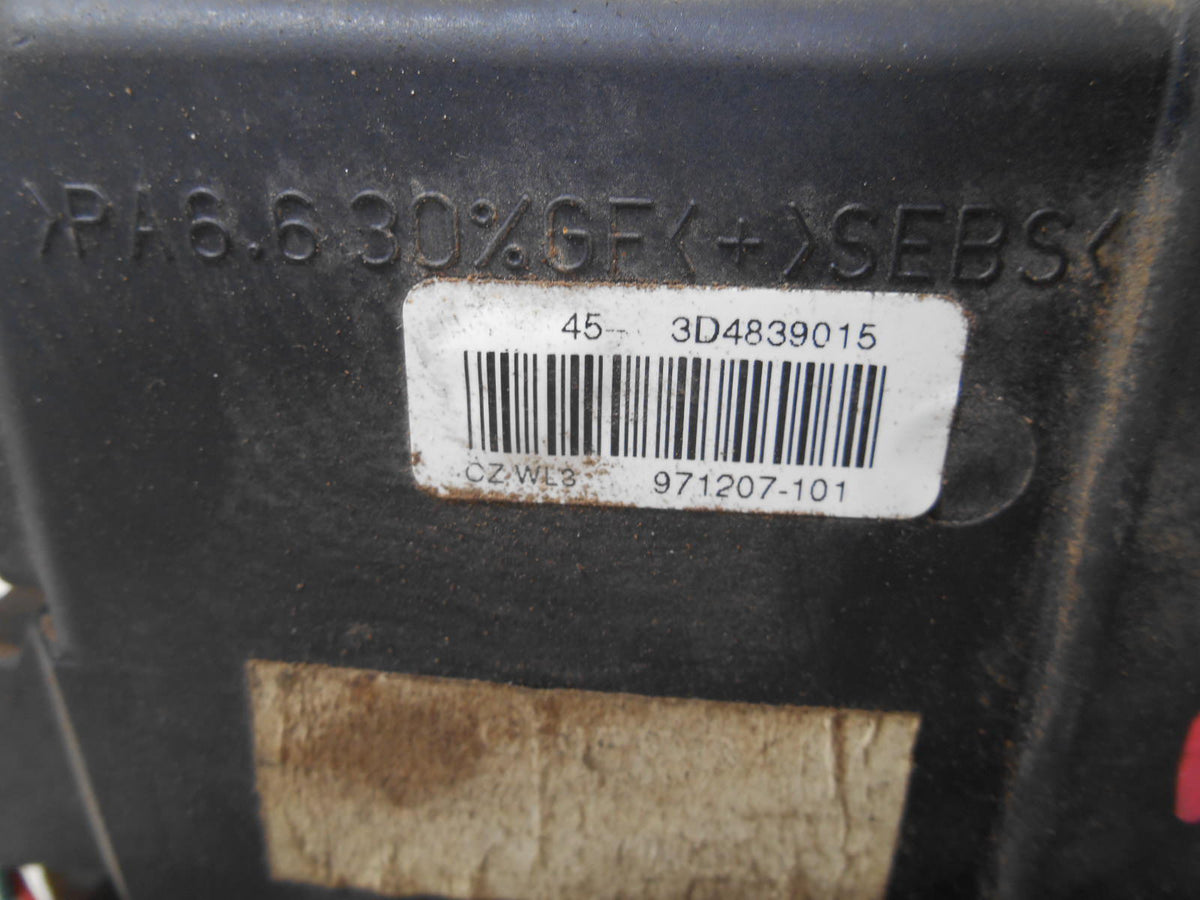 >PA6.6 30%GF<+>SEBS<
45-- 3D4839015
CZ WL3 971207-101